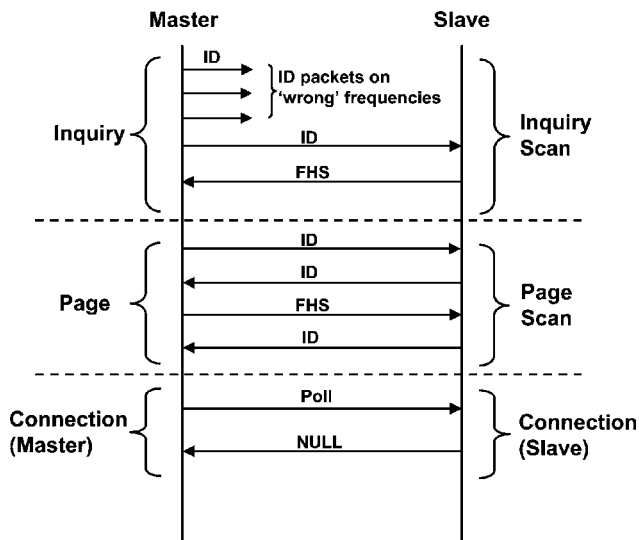 Master
Slave
ID
ID packets on
'wrong' frequencies
Inquiry
Inquiry
Scan
ID
FHS
ID
ID
Page
Page
Scan
FHS
ID
Poll
Connection
(Master)
Connection
(Slave)
NULL